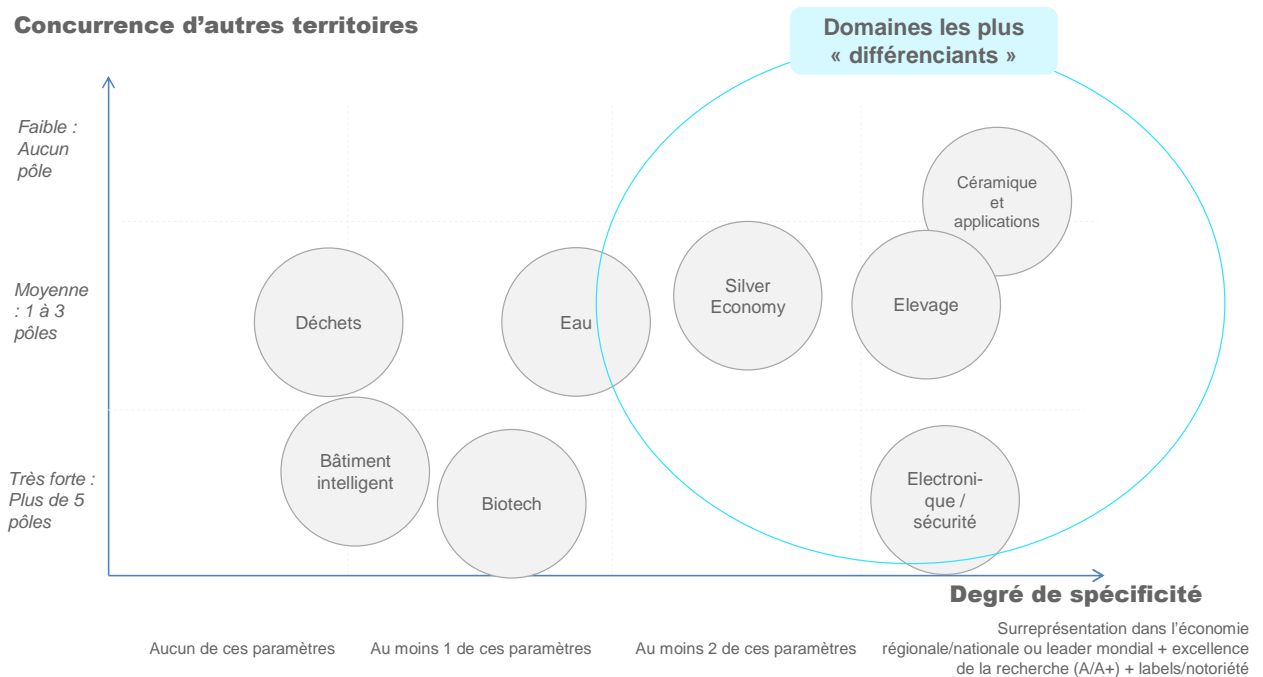 Concurrence d’autres territoires
Domaines les plus
« différenciants »
Faible :
Aucun
pôle
Céramique
et
applications
Moyenne
: 1 à 3
pôles
Déchets
Eau
Silver
Economy
Elevage
Très forte :
Plus de 5
pôles
Bâtiment
intelligent
Biotech
Electroni-
que /
sécurité
Degré de spécificité
Aucun de ces paramètres
Au moins 1 de ces paramètres
Au moins 2 de ces paramètres
Surreprésentation dans l’économie
régionale/nationale ou leader mondial + excellence
de la recherche (A/A+) + labels/notoriété